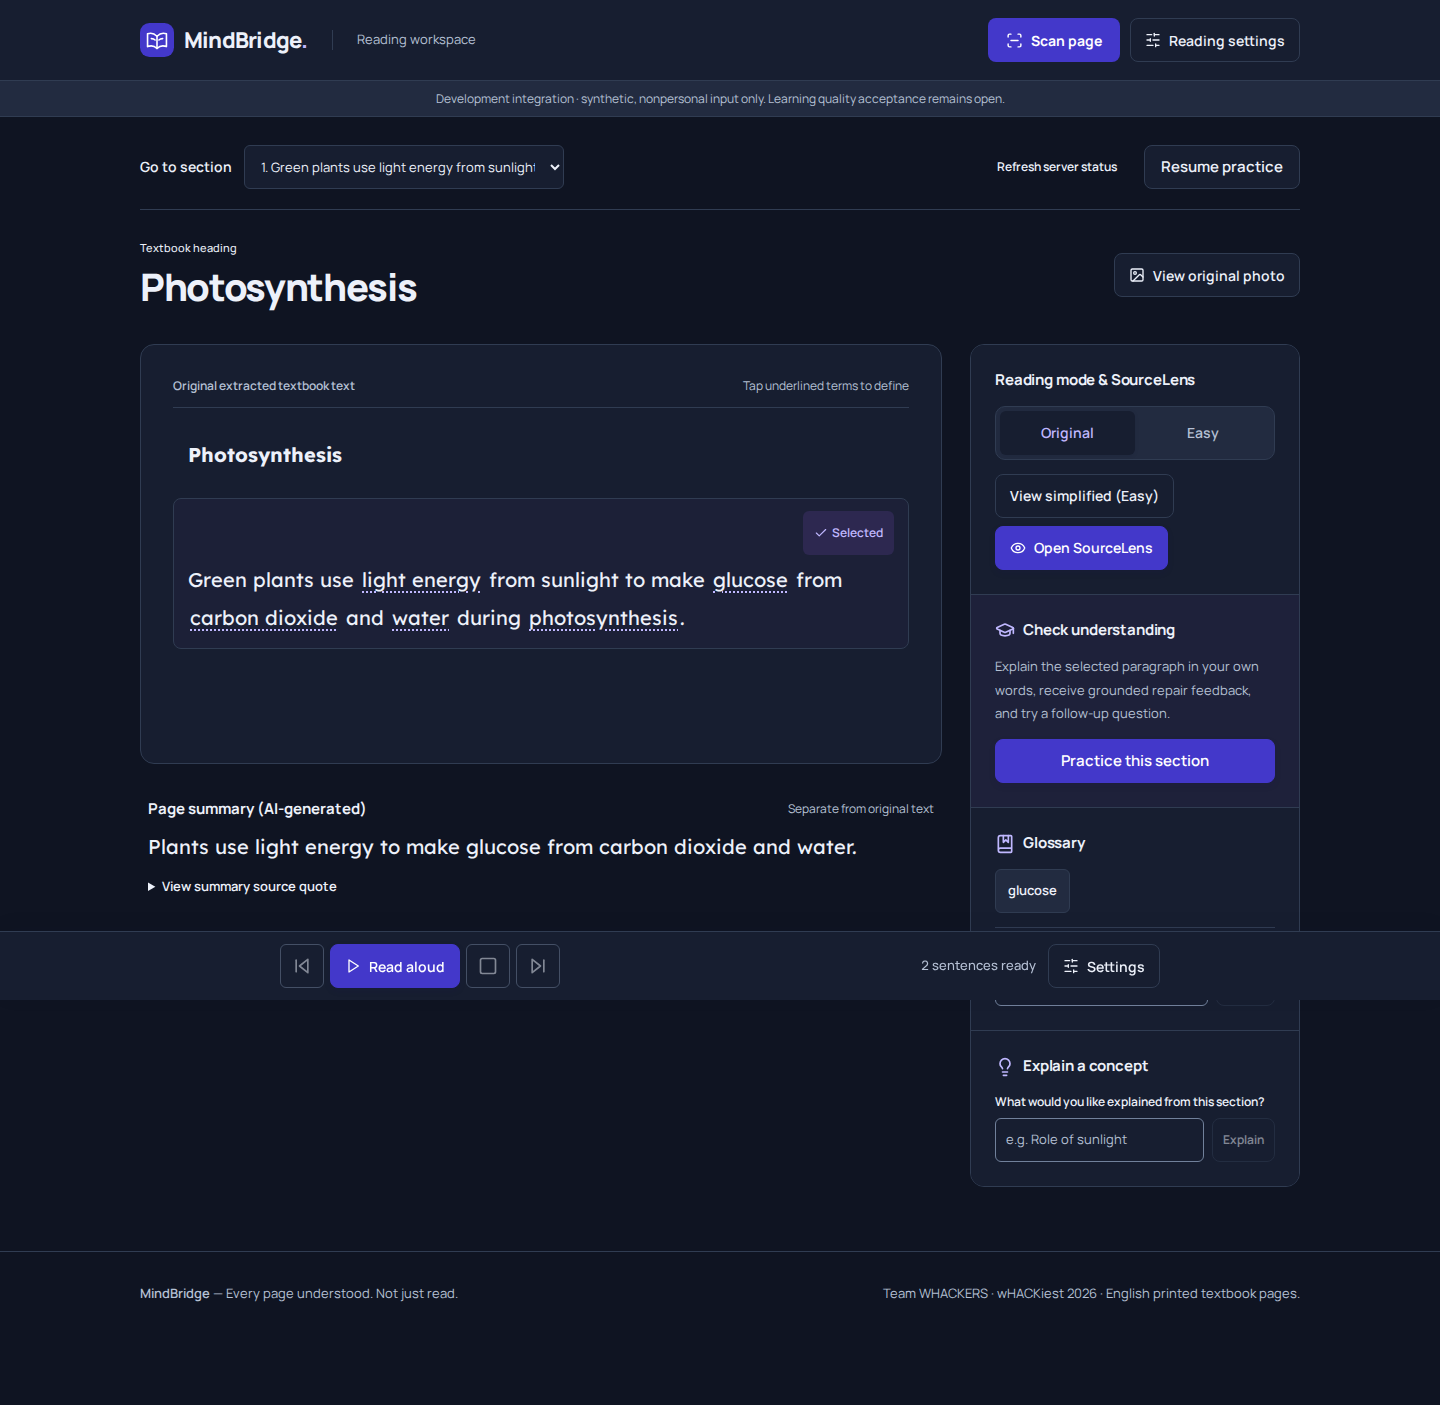 MindBridge.
Reading workspace
Scan page
Reading settings
Development integration · synthetic, nonpersonal input only. Learning quality acceptance remains open.
Go to section
1. Green plants use light energy from sunlight
Refresh server status
Resume practice
Textbook heading
Photosynthesis
View original photo
Original extracted textbook text
Tap underlined terms to define
Photosynthesis
Selected
Green plants use light energy from sunlight to make glucose from
carbon dioxide and water during photosynthesis.
Page summary (AI-generated)
Separate from original text
Plants use light energy to make glucose from carbon dioxide and water.
View summary source quote
Reading mode & SourceLens
Original
Easy
View simplified (Easy)
Open SourceLens
Check understanding
Explain the selected paragraph in your own
words, receive grounded repair feedback,
and try a follow-up question.
Practice this section
Glossary
glucose
Read aloud
2 sentences ready
Settings
Explain a concept
What would you like explained from this section?
e.g. Role of sunlight
Explain
MindBridge — Every page understood. Not just read.
Team WHACKERS · wHACKiest 2026 · English printed textbook pages.